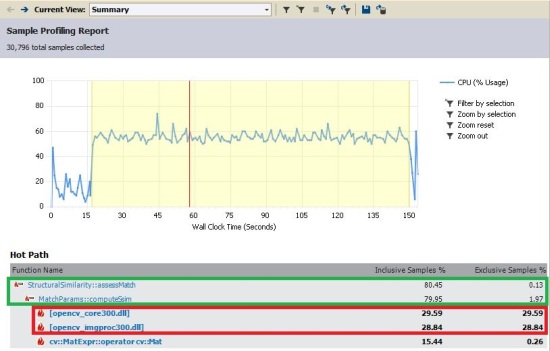 Current View: Summary
Sample Profiling Report
30,796 total samples collected
100
80
60
40
20
0
0 15 30 45 60 75 90 105 120 135 150
Wall Clock Time (Seconds)
CPU (% Usage)
Filter by selection
Zoom by selection
Zoom reset
Zoom out
Hot Path
Function Name Inclusive Samples % Exclusive Samples %
StructuralSimilarity::assessMatch 80.45 0.13
MatchParams::computeSsim 79.95 1.97
[opencv_core300.dll] 29.59 29.59
[opencv_imgproc300.dll] 28.84 28.84
cv::MatExpr::operator cv::Mat 15.44 0.26